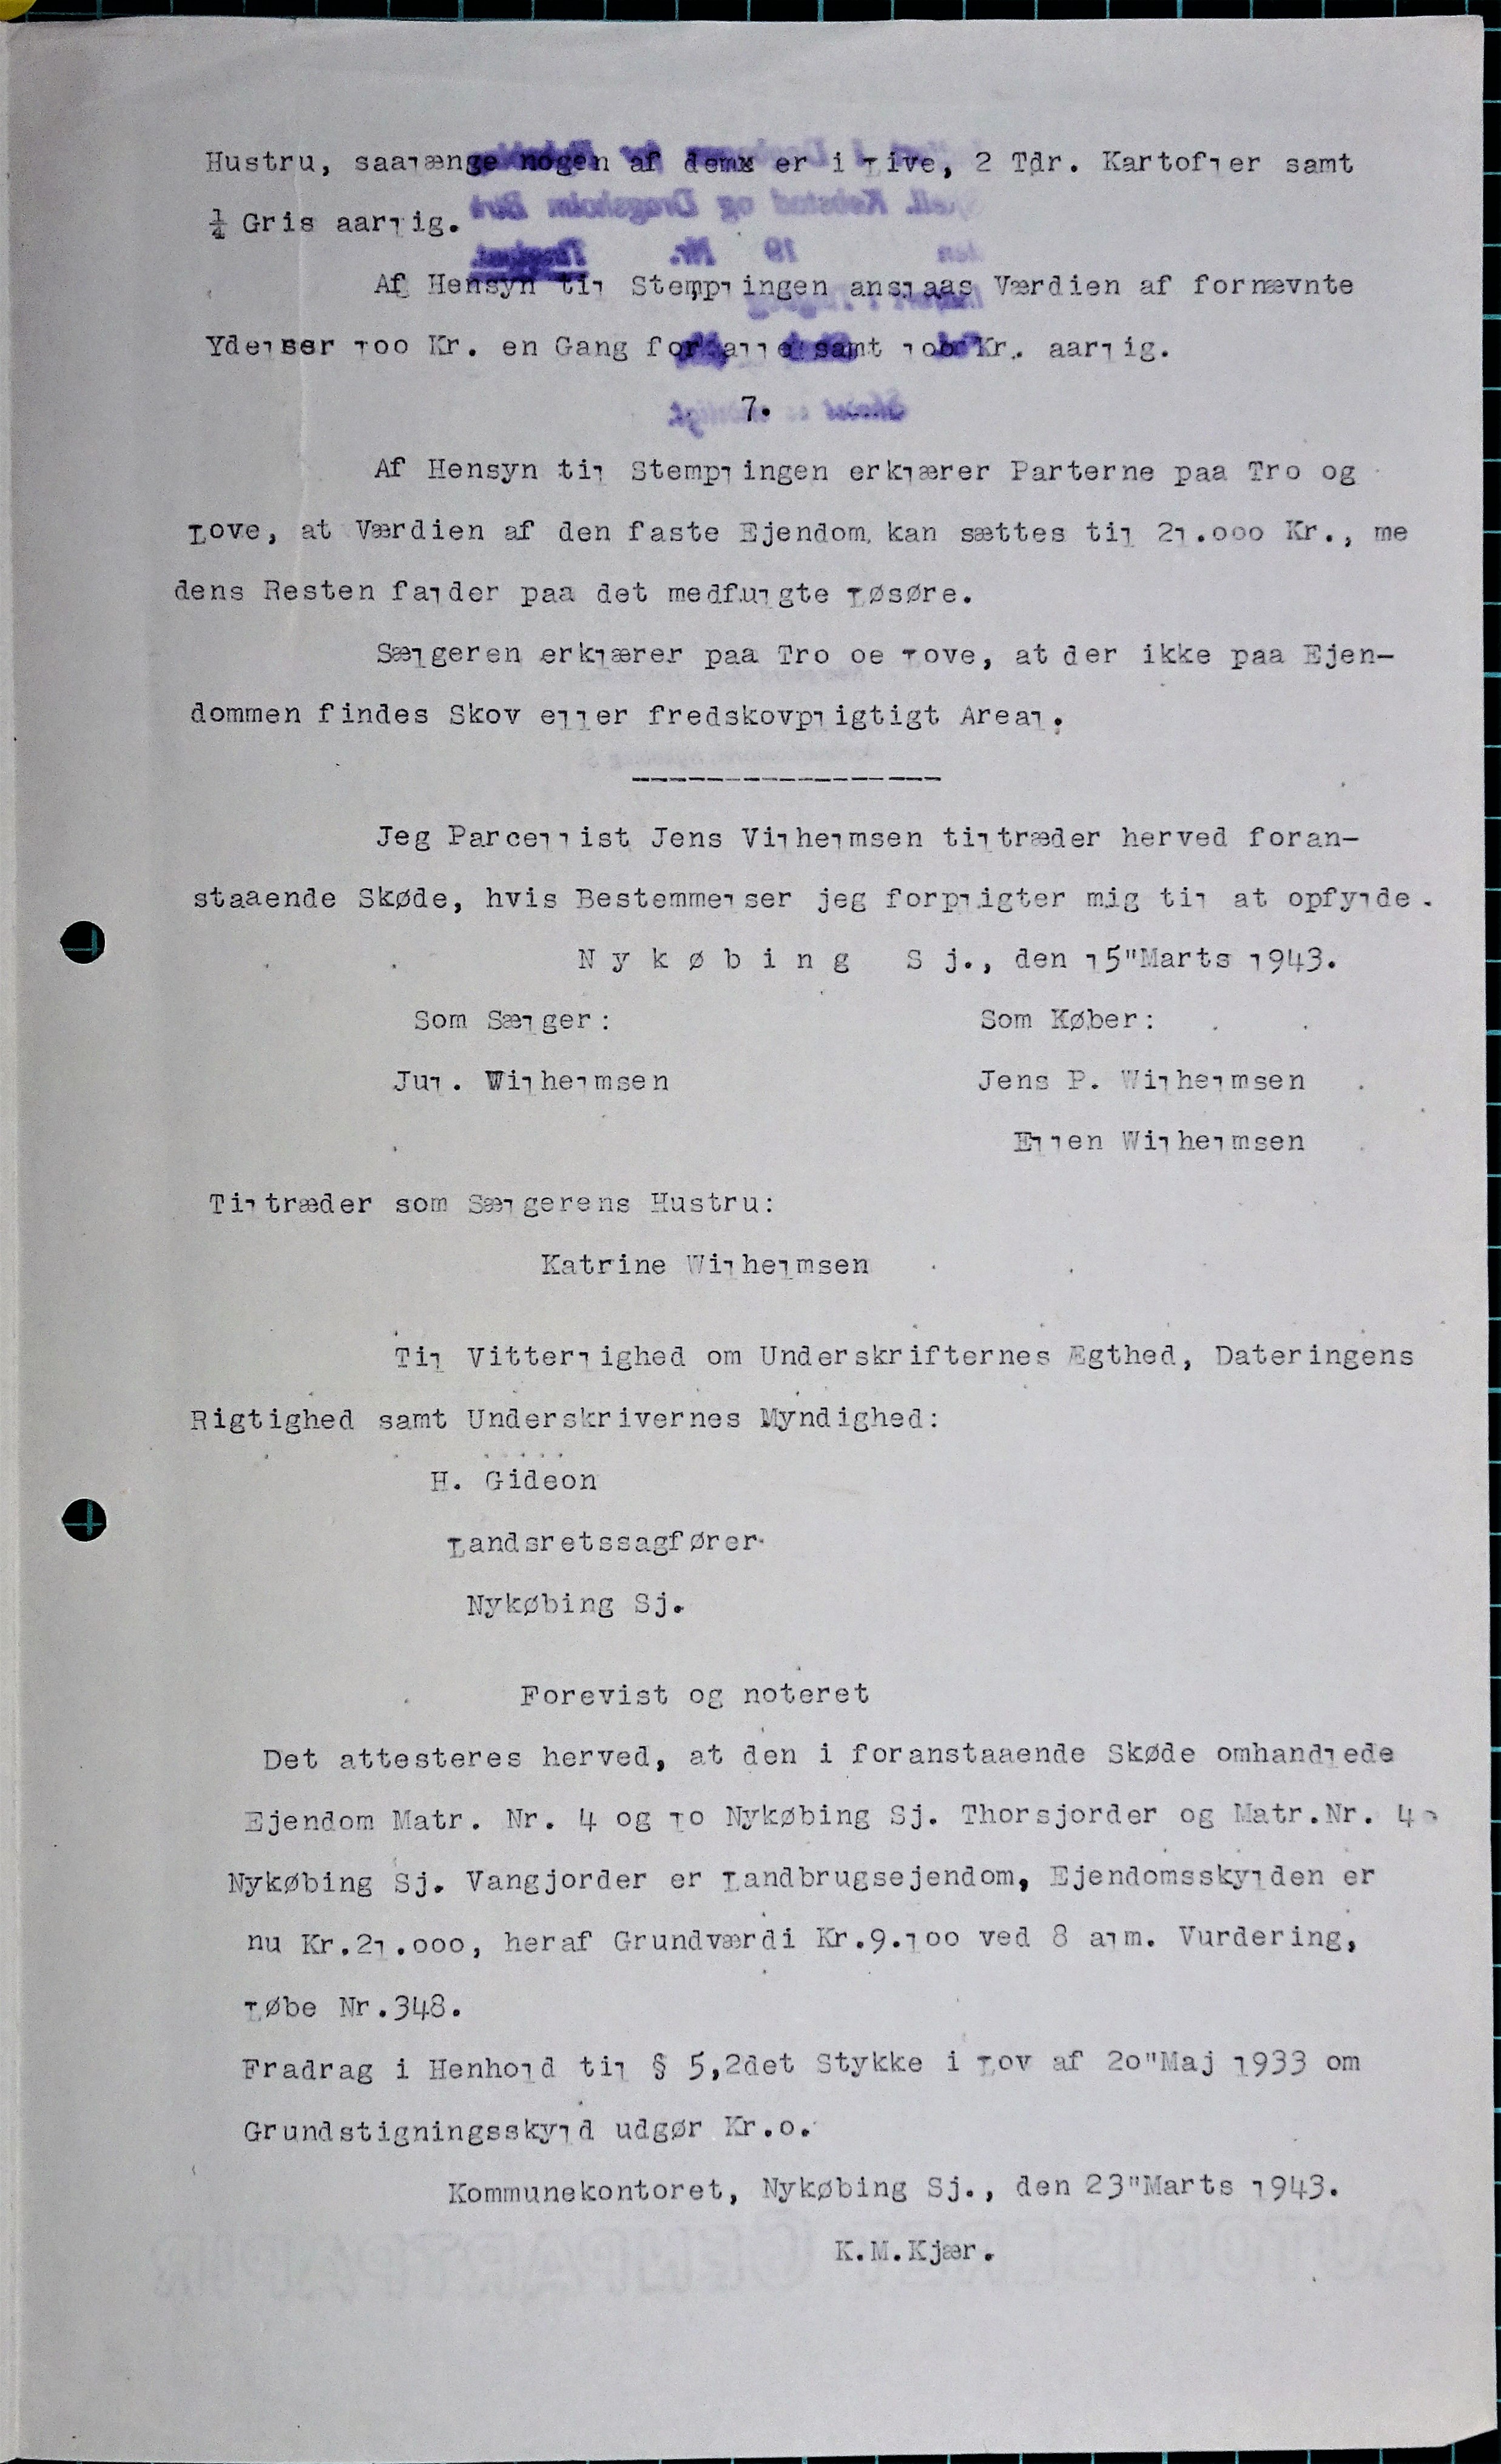 Hustru, saalænge nogen af demx er i Live, 2 Tdr. Kartofler samt
¼ Gris aarlig.
Af Hensyn til Stemplingen anslaas Værdien af fornævnte
Ydelser 100 Kr. en Gang for alle samt 100 Kr. aarlig.
7.
Af Hensyn til Stemplingen erklærer Parterne paa Tro og
Love, at Værdien af den faste Ejendom kan sættes til 21.000 Kr., me
dens Resten falder paa det medfulgte Løsøre.
Sælgeren erklærer paa Tro oe Love, at der ikke paa Ejen-
dommen findes Skov eller fredskovpligtigt Areal.
-----------------
Jeg Parcellist Jens Vilhelmsen tiltræder herved foran-
staaende Skøde, hvis Bestemmelser jeg forpligter mig til at opfylde.
Nykøbing Sj., den 15"Marts 1943.
Som Sælger: Som Køber:
Jul. Wilhelmsen Jens P. Wilhelmsen
Ellen Wilhelmsen
Tiltræder som Sælgerens Hustru:
Katrine Wilhelmsen
Til Vitterlighed om Underskrifternes Ægthed, Dateringens
Rigtighed samt Underskrivernes Myndighed:
H. Gideon
Landsretssagfører
Nykøbing Sj.
Forevist og noteret
Det attesteres herved, at den i foranstaaende Skøde omhandlede
Ejendom Matr. Nr. 4 og 10 Nykøbing Sj. Thorsjorder og Matr.Nr.
Nykøbing Sj. Vangjorder er Landbrugsejendom, Ejendomsskylden er
nu Kr.21.000, heraf Grundværdi Kr.9.100 ved 8 alm. Vurdering,
Løbe Nr.348.
Fradrag i Henhold til § 5,2det Stykke i Lov af 20"Maj 1933 om
Grundstigningsskyld udgør Kr.0.
Kommunekontoret, Nykøbing Sj., den 23"Marts 1943.
K.M.Kjær.